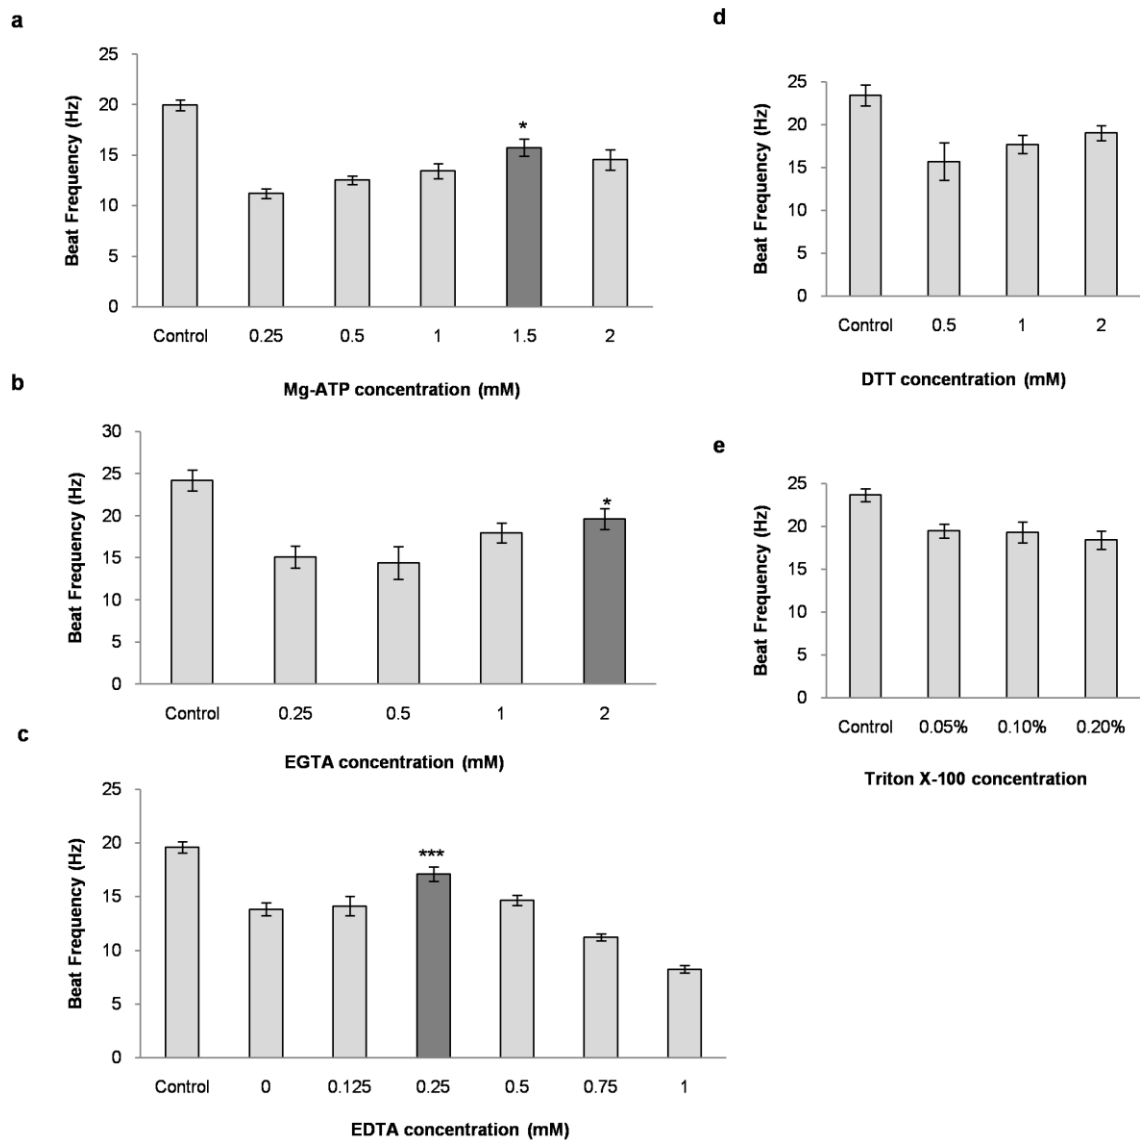 a
Beat Frequency (Hz)
25
20
15
10
5
0
*
Control 0.25 0.5 1 1.5 2
Mg-ATP concentration (mM)
b
Beat Frequency (Hz)
30
25
20
15
10
5
0
*
Control 0.25 0.5 1 2
EGTA concentration (mM)
c
Beat Frequency (Hz)
25
20
15
10
5
0
***
Control 0 0.125 0.25 0.5 0.75 1
EDTA concentration (mM)
d
Beat Frequency (Hz)
25
20
15
10
5
0
Control 0.5 1 2
DTT concentration (mM)
e
Beat Frequency (Hz)
25
20
15
10
5
0
Control 0.05% 0.10% 0.20%
Triton X-100 concentration